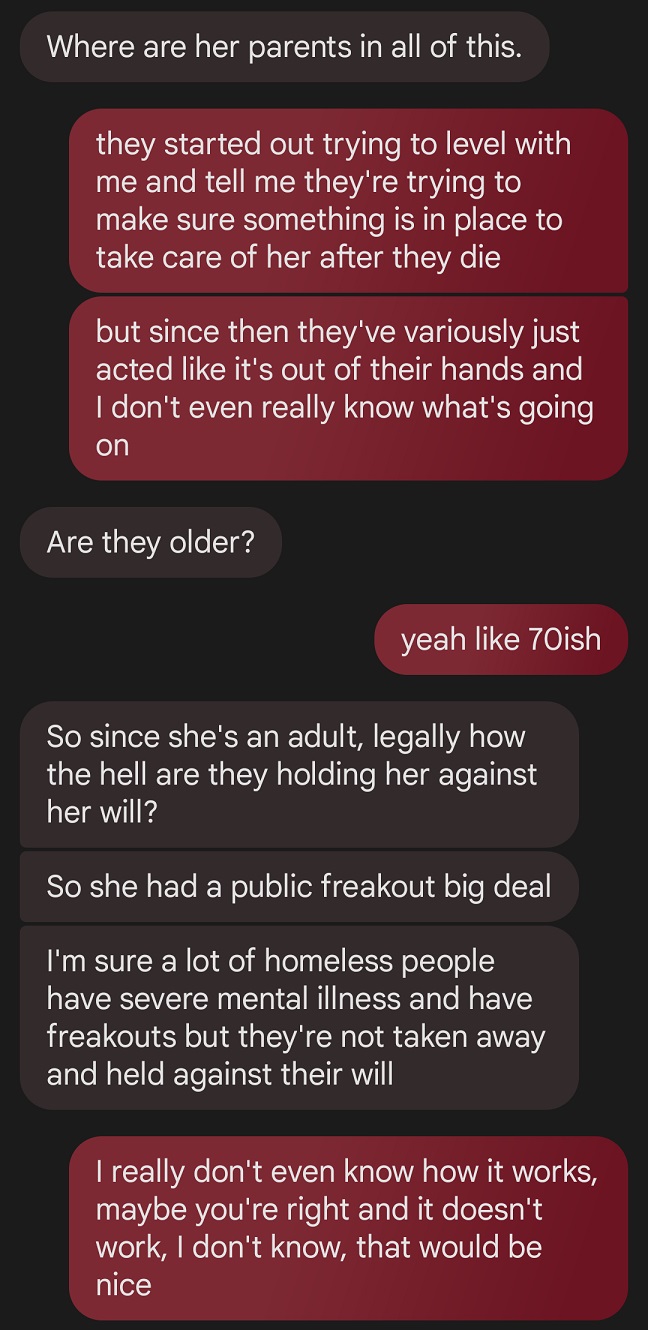 Where are her parents in all of this.
they started out trying to level with
me and tell me they're trying to
make sure something is in place to
take care of her after they die
but since then they've variously just
acted like it's out of their hands and
I don't even really know what's going
on
Are they older?
yeah like 70ish
So since she's an adult, legally how
the hell are they holding her against
her will?
So she had a public freakout big deal
I'm sure a lot of homeless people
have severe mental illness and have
freakouts but they're not taken away
and held against their will
I really don't even know how it works,
maybe you're right and it doesn't
work, I don't know, that would be
nice